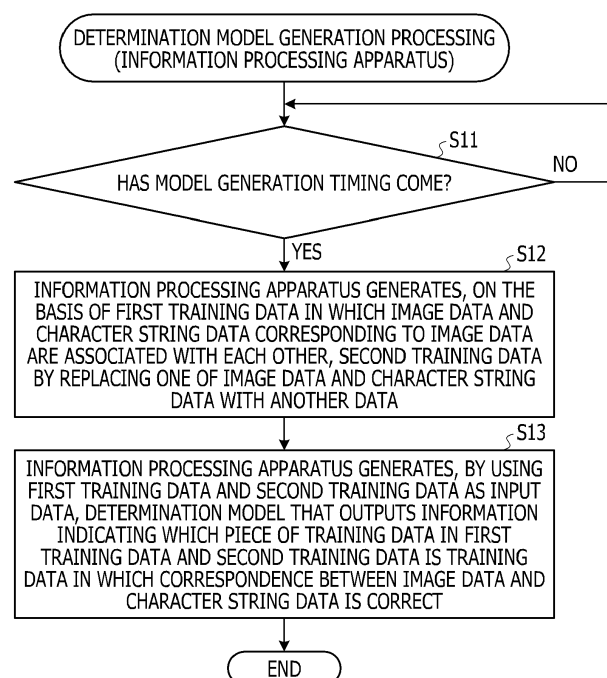 DETERMINATION MODEL GENERATION PROCESSING
(INFORMATION PROCESSING APPARATUS)
S11
HAS MODEL GENERATION TIMING COME?
NO
YES
S12
INFORMATION PROCESSING APPARATUS GENERATES, ON THE
BASIS OF FIRST TRAINING DATA IN WHICH IMAGE DATA AND
CHARACTER STRING DATA CORRESPONDING TO IMAGE DATA
ARE ASSOCIATED WITH EACH OTHER, SECOND TRAINING DATA
BY REPLACING ONE OF IMAGE DATA AND CHARACTER STRING
DATA WITH ANOTHER DATA
S13
INFORMATION PROCESSING APPARATUS GENERATES, BY USING
FIRST TRAINING DATA AND SECOND TRAINING DATA AS INPUT
DATA, DETERMINATION MODEL THAT OUTPUTS INFORMATION
INDICATING WHICH PIECE OF TRAINING DATA IN FIRST
TRAINING DATA AND SECOND TRAINING DATA IS TRAINING
DATA IN WHICH CORRESPONDENCE BETWEEN IMAGE DATA AND
CHARACTER STRING DATA IS CORRECT
END